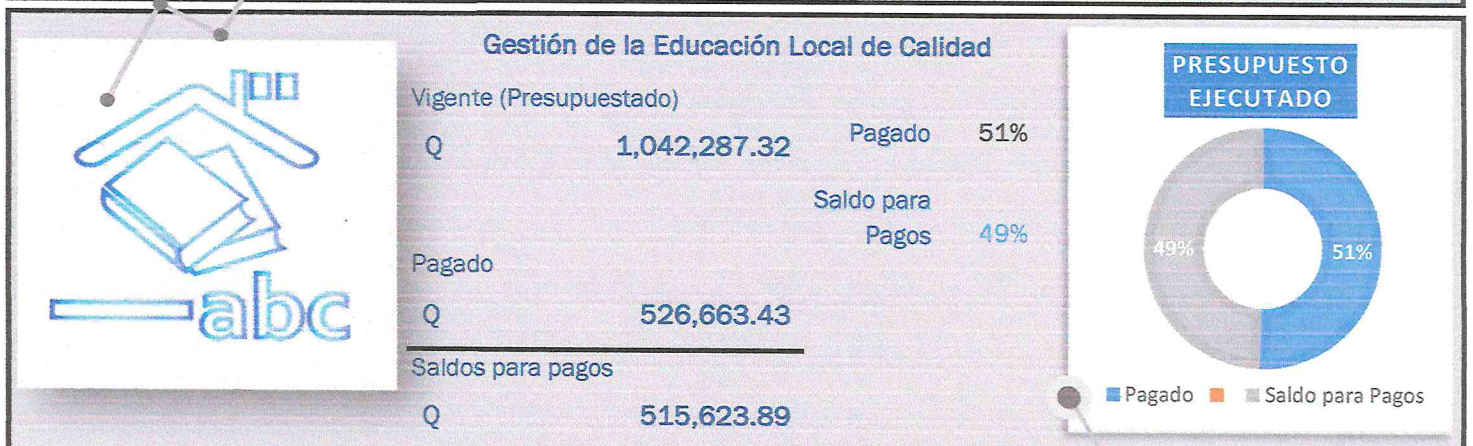 Gestión de la Educación Local de Calidad
Vigente (Presupuestado)
Q 1,042,287.32
Pagado 51%
Saldo para
Pagos 49%
Pagado
Q 526,663.43
Saldos para pagos
Q 515,623.89
abc
PRESUPUESTO
EJECUTADO
49% 51%
Pagado Saldo para Pagos